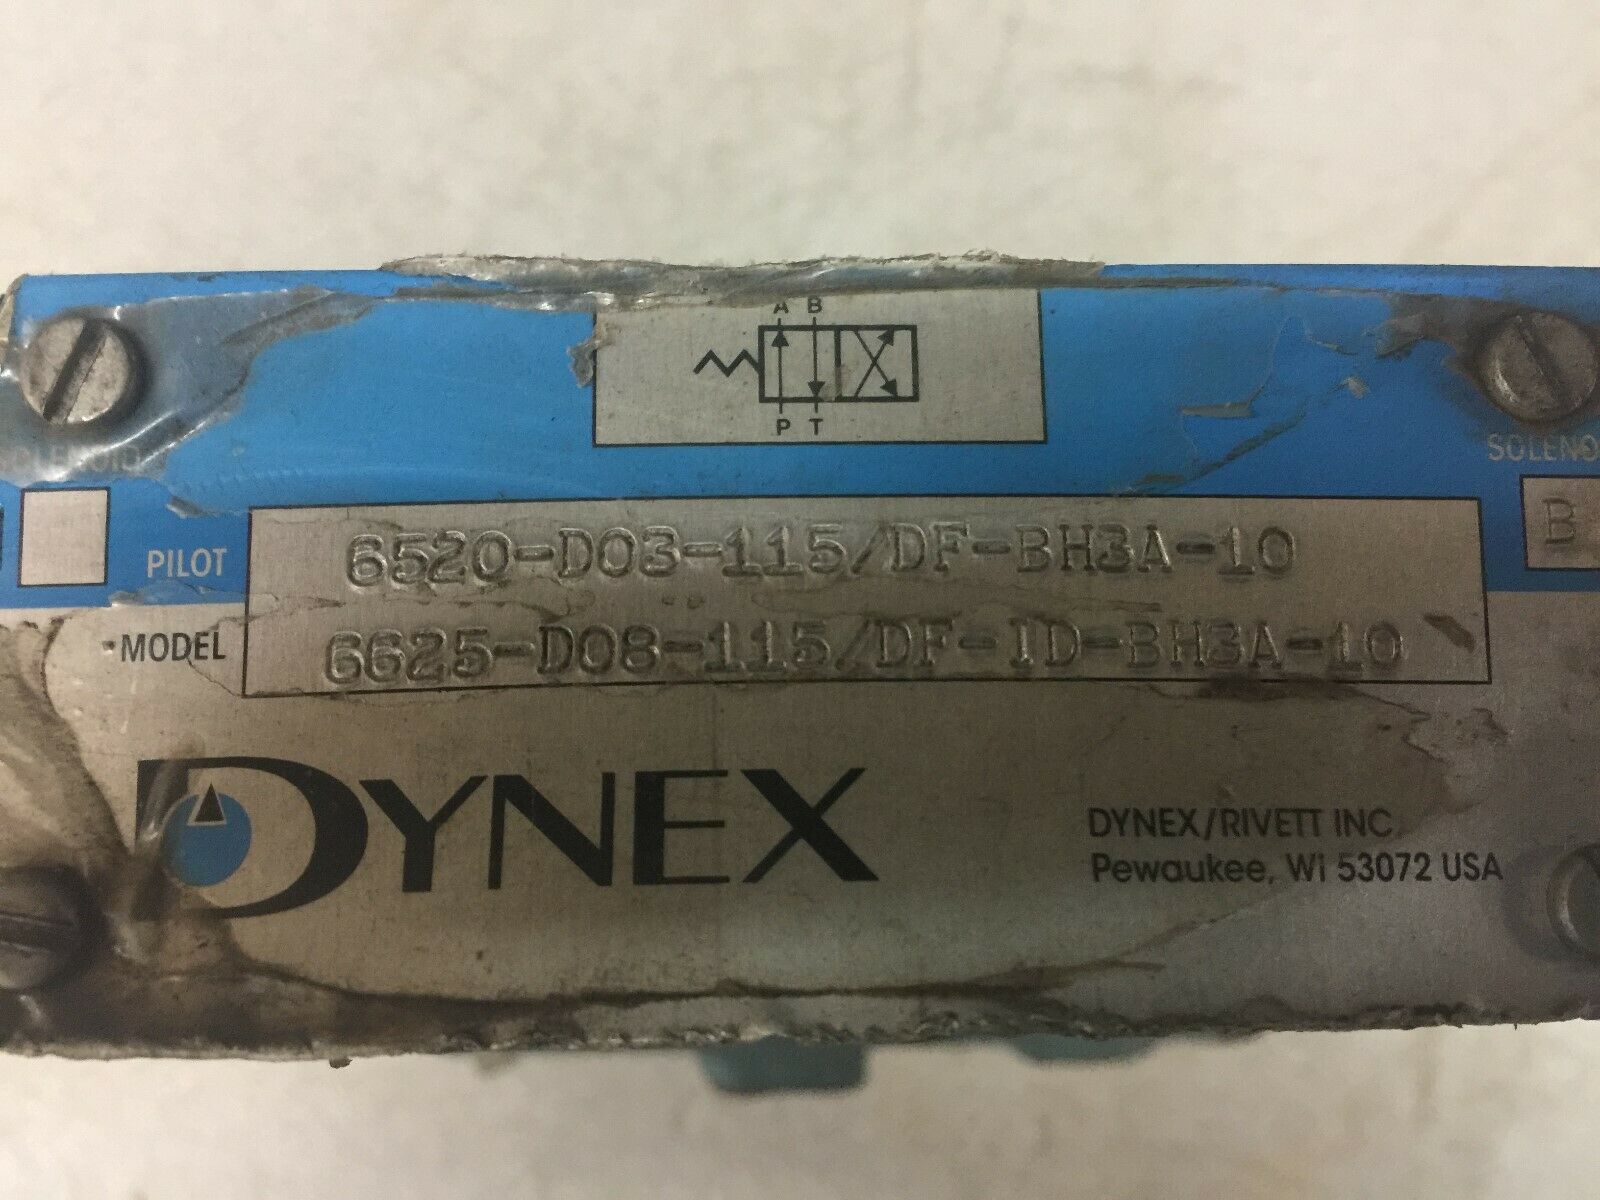 A B
P T
SOLENOID
SOLENO
B
PILOT 6520-D03-115/DF-BH3A-10
MODEL 6625-D08-115/DF-ID-BH3A-10
DYNEX
DYNEX/RIVETT INC.
Pewaukee, WI 53072 USA